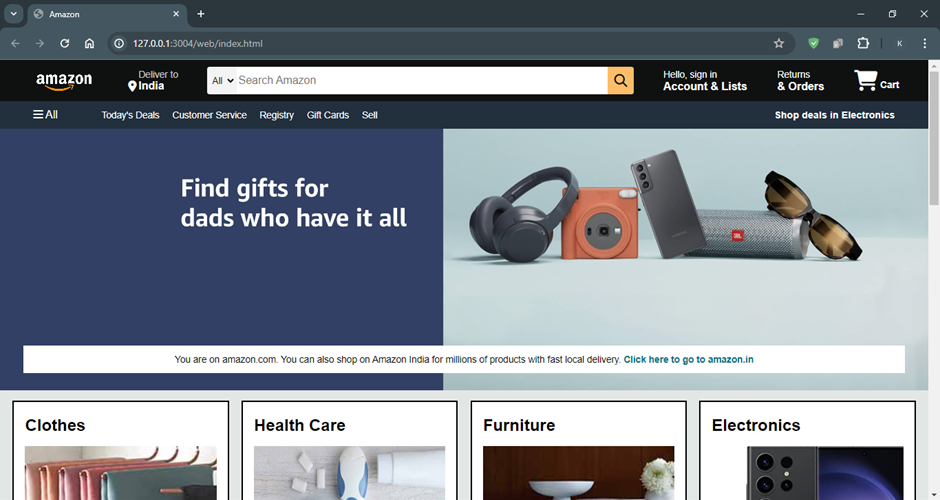 Amazon
127.0.0.1:3004/web/index.html
K
amazon
Deliver to
India
All
Search Amazon
Hello, sign in
Account & Lists
Returns
& Orders
Cart
All
Today's Deals
Customer Service
Registry
Gift Cards
Sell
Shop deals in Electronics
Find gifts for
dads who have it all
JBL
You are on amazon.com. You can also shop on Amazon India for millions of products with fast local delivery. Click here to go to amazon.in
Clothes
Health Care
Furniture
Electronics